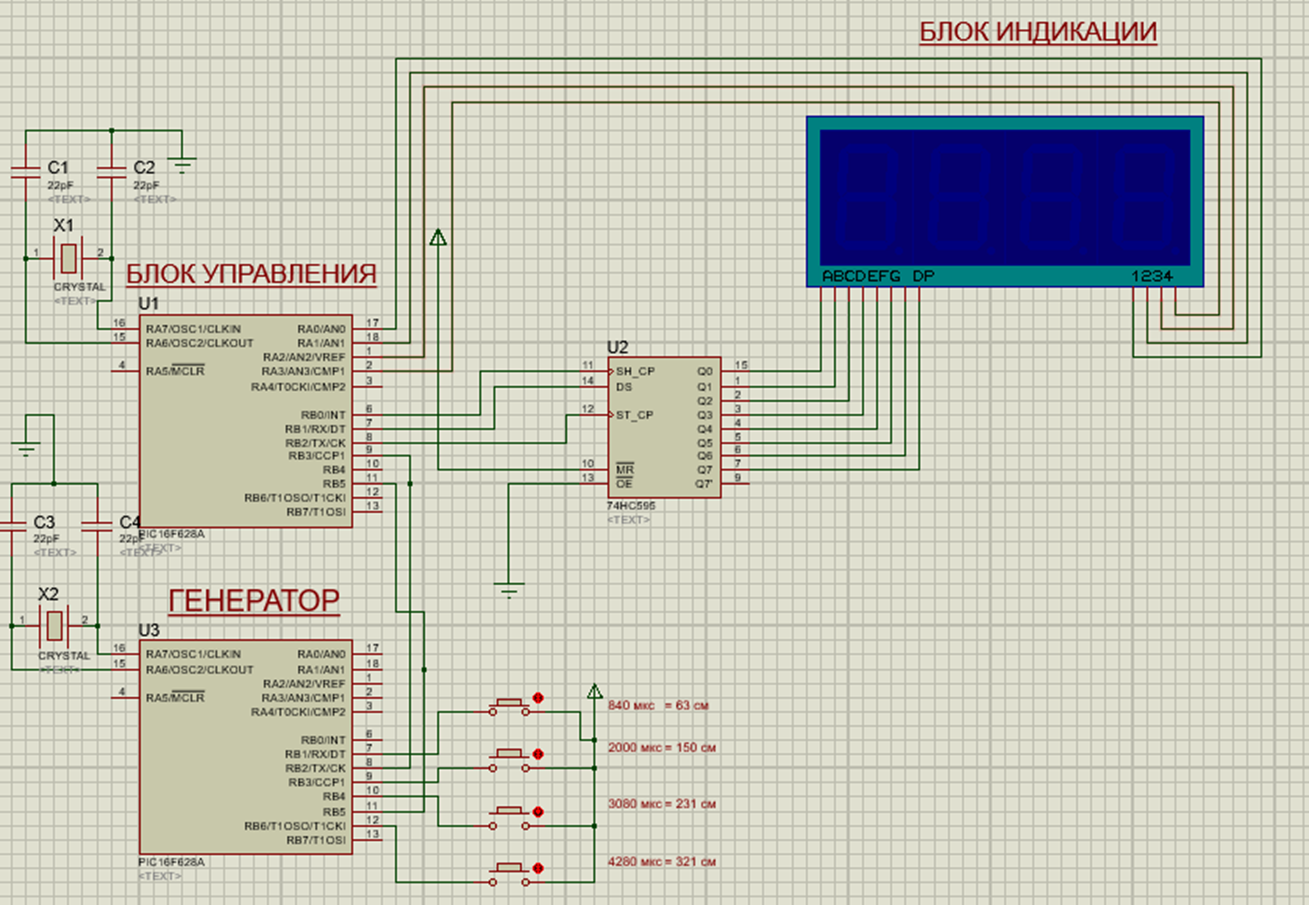 БЛОК ИНДИКАЦИИ
C1
22pF
<TEXT>
C2
22pF
<TEXT>
X1
1 2
CRYSTAL
<TEXT>
ABCDEFG DP 1234
БЛОК УПРАВЛЕНИЯ
U1
16 RA7/OSC1/CLKIN RA0/AN0 17
15 RA6/OSC2/CLKOUT RA1/AN1 18
RA2/AN2/VREF 1
4 RA5/MCLR RA3/AN3/CMP1 2
RA4/T0CKI/CMP2 3
RB0/INT 6
RB1/RX/DT 7
RB2/TX/CK 8
RB3/CCP1 9
RB4 10
RB5 11
RB6/T1OSO/T1CKI 12
RB7/T1OSI 13
PIC16F628A
<TEXT>
U2
11 SH_CP Q0 15
14 DS Q1 1
Q2 2
12 ST_CP Q3 3
Q4 4
Q5 5
Q6 6
10 MR Q7 7
13 OE Q7' 9
74HC595
<TEXT>
C3
22pF
<TEXT>
C4
22pF
<TEXT>
X2
1 2
CRYSTAL
<TEXT>
ГЕНЕРАТОР
U3
16 RA7/OSC1/CLKIN RA0/AN0 17
15 RA6/OSC2/CLKOUT RA1/AN1 18
RA2/AN2/VREF 1
4 RA5/MCLR RA3/AN3/CMP1 2
RA4/T0CKI/CMP2 3
RB0/INT 6
RB1/RX/DT 7
RB2/TX/CK 8
RB3/CCP1 9
RB4 10
RB5 11
RB6/T1OSO/T1CKI 12
RB7/T1OSI 13
PIC16F628A
<TEXT>
840 мкс = 63 см
2000 мкс = 150 см
3080 мкс = 231 см
4280 мкс = 321 см